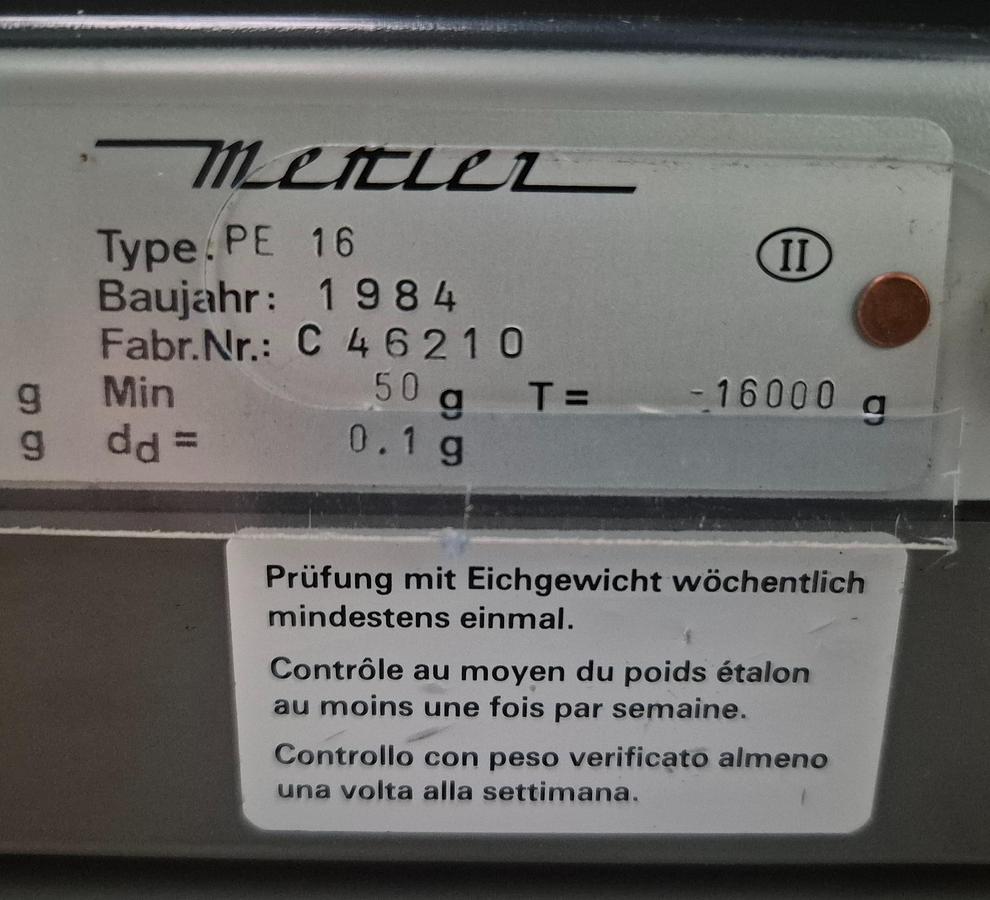 Mettler
Type. PE 16
II
Baujahr: 1984
Fabr.Nr.: C 46210
g Min 50 g T = -16000 g
g dd = 0.1 g
Prüfung mit Eichgewicht wöchentlich
mindestens einmal.
Contrôle au moyen du poids étalon
au moins une fois par semaine.
Controllo con peso verificato almeno
una volta alla settimana.